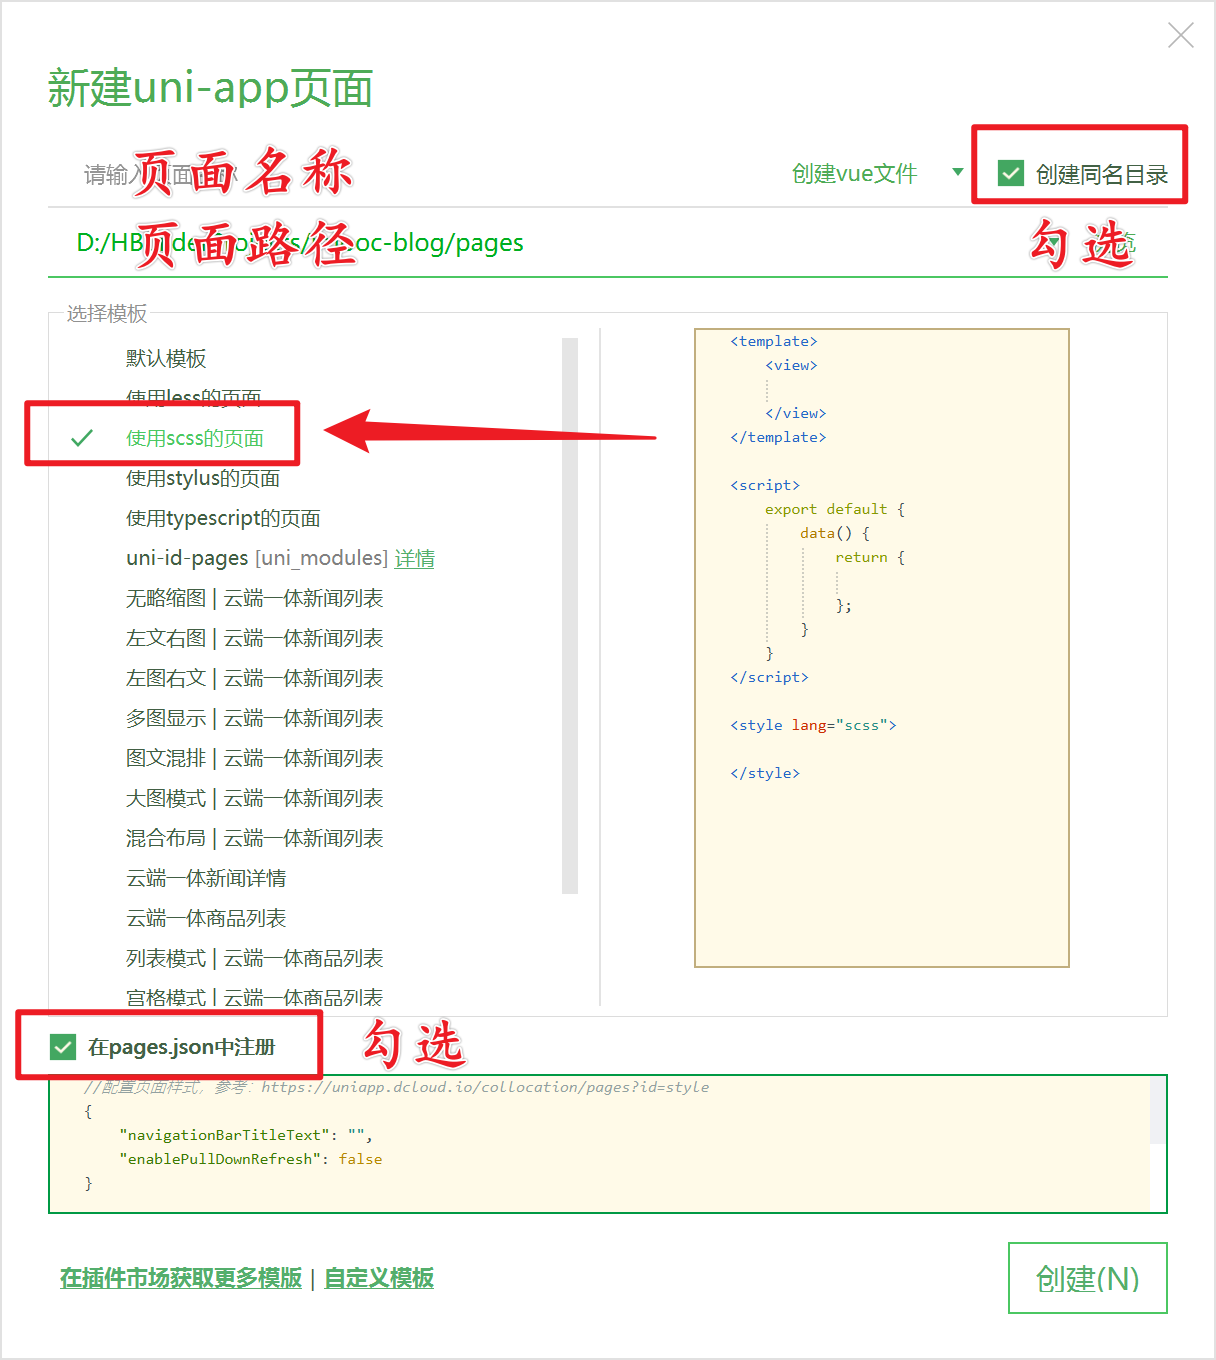 新建uni-app页面
请输入页面 页面名称 创建vue文件 创建同名目录
D:/HB 页面路径 oc-blog/pages 勾选
选择模板
默认模板
使用less的页面
使用scss的页面
使用stylus的页面
使用typescript的页面
uni-id-pages [uni_modules] 详情
无略缩图 | 云端一体新闻列表
左文右图 | 云端一体新闻列表
左图右文 | 云端一体新闻列表
多图显示 | 云端一体新闻列表
图文混排 | 云端一体新闻列表
大图模式 | 云端一体新闻列表
混合布局 | 云端一体新闻列表
云端一体新闻详情
云端一体商品列表
列表模式 | 云端一体商品列表
宫格模式 | 云端一体商品列表
<template>
<view>
</view>
</template>
<script>
export default {
data() {
return {
};
}
}
</script>
<style lang="scss">
</style>
在pages.json中注册 勾选
//配置页面样式，参考：https://uniapp.dcloud.io/collocation/pages?id=style
{
"navigationBarTitleText": "",
"enablePullDownRefresh": false
}
在插件市场获取更多模版 | 自定义模板
创建(N)